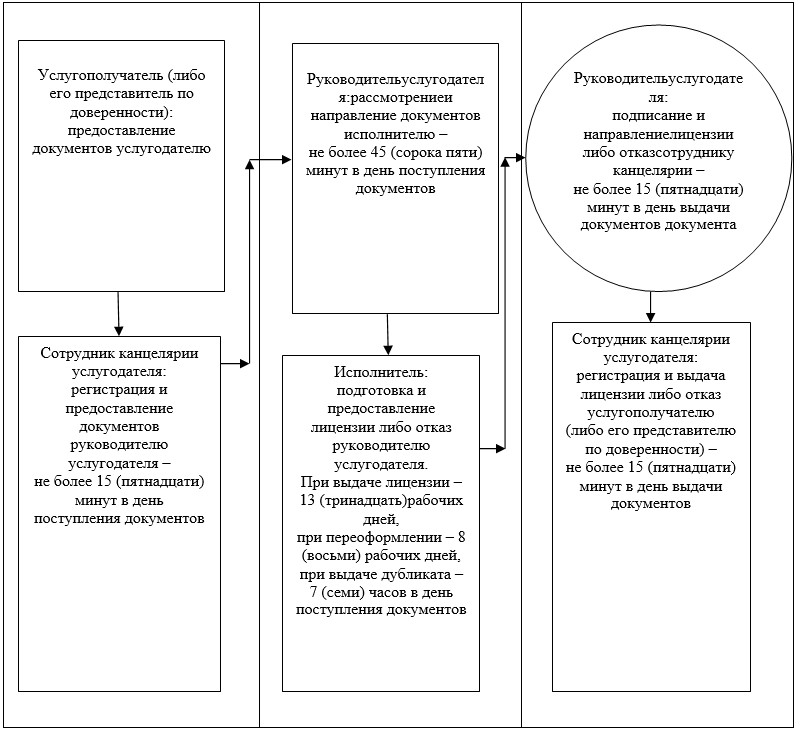 Услугополучатель (либо
его представитель по
доверенности):
предоставление
документов услугодателю
Сотрудник канцелярии
услугодателя:
регистрация и
предоставление
документов
руководителю
услугодателя –
не более 15 (пятнадцати)
минут в день
поступления документов
Руководительуслугодател
я:рассмотрениеи
направление документов
исполнителю –
не более 45 (сорока пяти)
минут в день поступления
документов
Исполнитель:
подготовка и
предоставление
лицензии либо отказ
руководителю
услугодателя.
При выдаче лицензии –
13 (тринадцать)рабочих
дней,
при переоформлении – 8
(восьми) рабочих дней,
при выдаче дубликата –
7 (семи) часов в день
поступления документов
Руководительуслугодате
ля:
подписание и
направлениелицензии
либо отказсотруднику
канцелярии –
не более 15 (пятнадцати)
минут в день выдачи
документов документа
Сотрудник канцелярии
услугодателя:
регистрация и выдача
лицензии либо отказ
услугополучателю
(либо его представителю
по доверенности) –
не более 15 (пятнадцати)
минут в день выдачи
документов